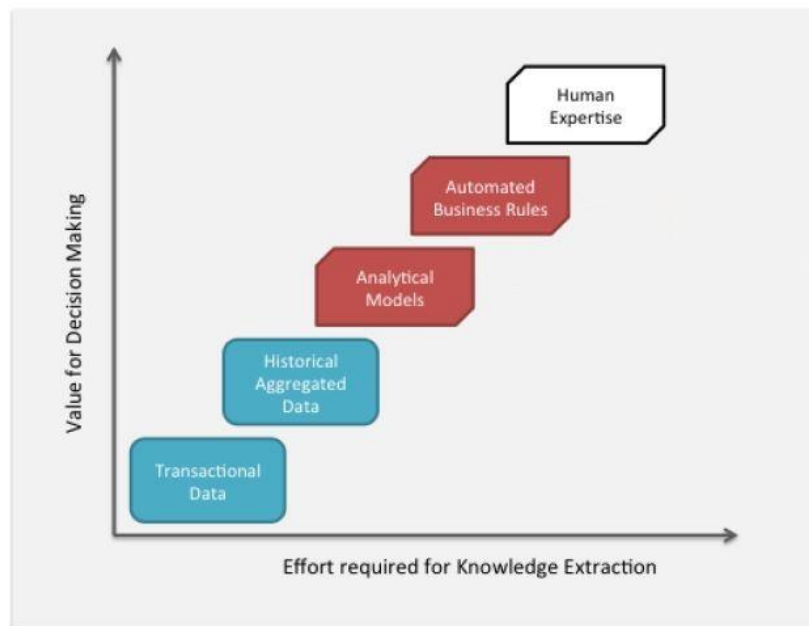 Human
Expertise
Automated
Business Rules
Analytical
Models
Historical
Aggregated
Data
Transactional
Data
Value for Decision Making
Effort required for Knowledge Extraction